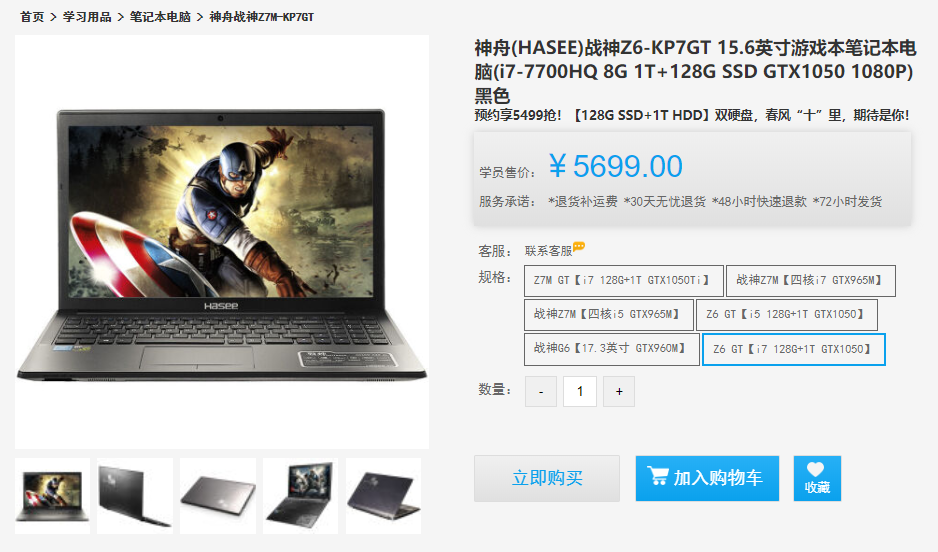 首页 > 学习用品 > 笔记本电脑 > 神舟战神Z7M-KP7GT
神舟(HASEE)战神Z6-KP7GT 15.6英寸游戏本笔记本电
脑(i7-7700HQ 8G 1T+128G SSD GTX1050 1080P)
黑色
预约享5499抢！【128G SSD+1T HDD】双硬盘，春风“十”里，期待是你!
学员售价： ¥ 5699.00
服务承诺： *退货补运费 *30天无忧退货 *48小时快速退款 *72小时发货
客服： 联系客服
规格： Z7M GT【i7 128G+1T GTX1050Ti】 战神Z7M【四核i7 GTX965M】
战神Z7M【四核i5 GTX965M】 Z6 GT【i5 128G+1T GTX1050】
战神G6【17.3英寸 GTX960M】 Z6 GT【i7 128G+1T GTX1050】
数量： - 1 +
立即购买 加入购物车 收藏
Hasee